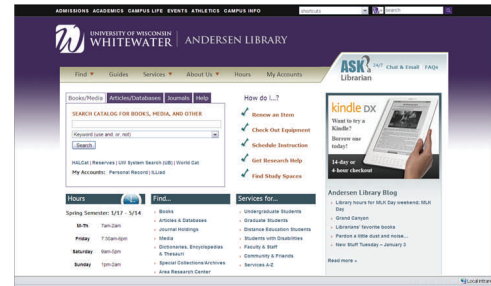 ADMISSIONS ACADEMICS CAMPUS LIFE EVENTS ATHLETICS CAMPUS INFO
shortcuts
search
UNIVERSITY OF WISCONSIN
WHITEWATER
ANDERSEN LIBRARY
ASK a Librarian
24/7 Chat & Email | FAQs
Find Guides Services About Us Hours My Accounts
Books/Media Articles/Databases Journals Help
SEARCH CATALOG FOR BOOKS, MEDIA, AND OTHER
Keyword (use and, or, not)
Search
HALCat | Reserves | UW System Search (UB) | World Cat
My Accounts: Personal Record | ILLiad
How do I...?
Renew an Item
Check Out Equipment
Schedule Instruction
Get Research Help
Find Study Spaces
kindle DX
Want to try a
Kindle?
Borrow one
today!
14-day or
4-hour checkout
Hours
Spring Semester: 1/17 - 5/14
M-Th 7am-2am
Friday 7:30am-6pm
Saturday 9am-5pm
Sunday 1pm-2am
Find...
Books
Articles & Databases
Journal Holdings
Media
Dictionaries, Encyclopedias
& Thesauri
Special Collections/Archives
Area Research Center
Services for...
Undergraduate Students
Graduate Students
Distance Education Students
Students with Disabilities
Faculty & Staff
Community & Friends
Services A-Z
Andersen Library Blog
Library hours for MLK Day weekend; MLK
Day
Grand Canyon
Librarians' favorite books
Pardon a little dust and noise...
New Stuff Tuesday – January 3
Read more »
Local intran